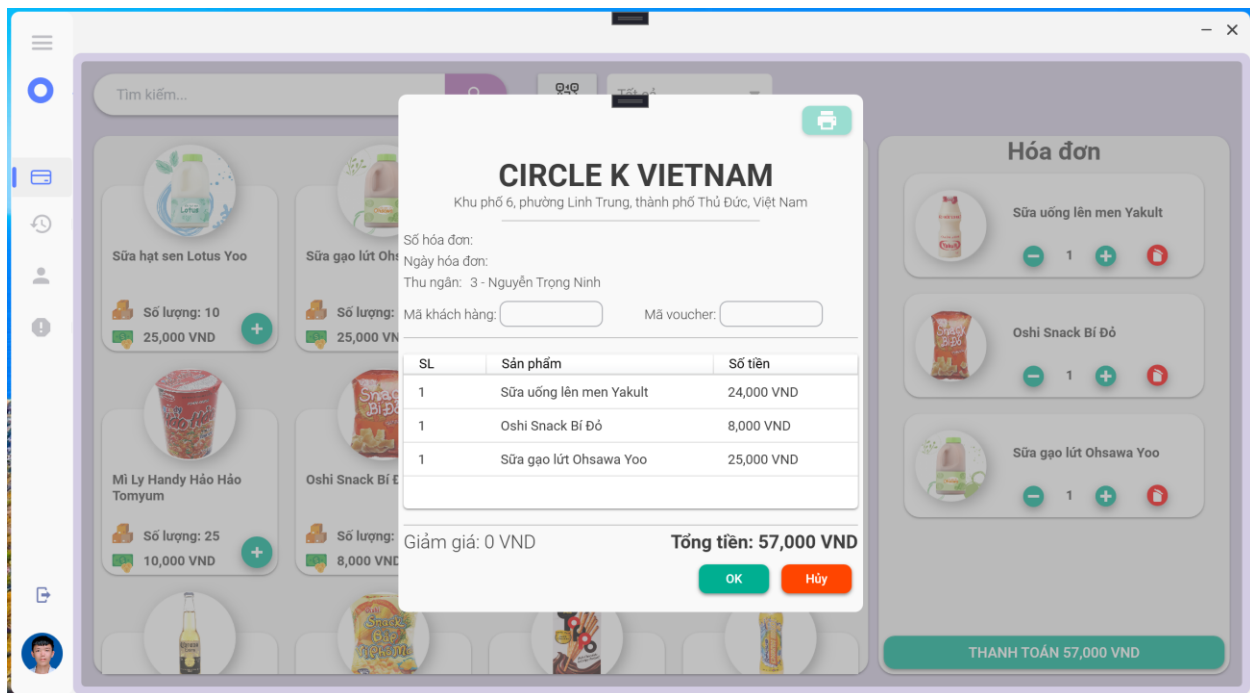 Tìm kiếm...
Tất cả
Sữa hạt sen Lotus Yoo
Số lượng: 10
25,000 VND
Sữa gạo lứt Ohs
Số lượng:
25,000 VN
Mì Ly Handy Hảo Hảo
Tomyum
Số lượng: 25
10,000 VND
Oshi Snack Bí Đ
Số lượng:
8,000 VND
CIRCLE K VIETNAM
Khu phố 6, phường Linh Trung, thành phố Thủ Đức, Việt Nam
Số hóa đơn:
Ngày hóa đơn:
Thu ngân: 3 - Nguyễn Trọng Ninh
Mã khách hàng: Mã voucher:
SL Sản phẩm Số tiền
1 Sữa uống lên men Yakult 24,000 VND
1 Oshi Snack Bí Đỏ 8,000 VND
1 Sữa gạo lứt Ohsawa Yoo 25,000 VND
Giảm giá: 0 VND Tổng tiền: 57,000 VND
OK Hủy
Hóa đơn
Sữa uống lên men Yakult
1
Oshi Snack Bí Đỏ
1
Sữa gạo lứt Ohsawa Yoo
1
THANH TOÁN 57,000 VND